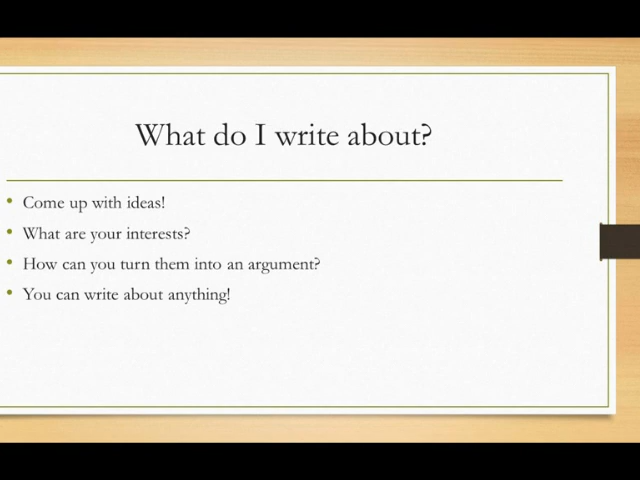 What do I write about?
Come up with ideas!
What are your interests?
How can you turn them into an argument?
You can write about anything!